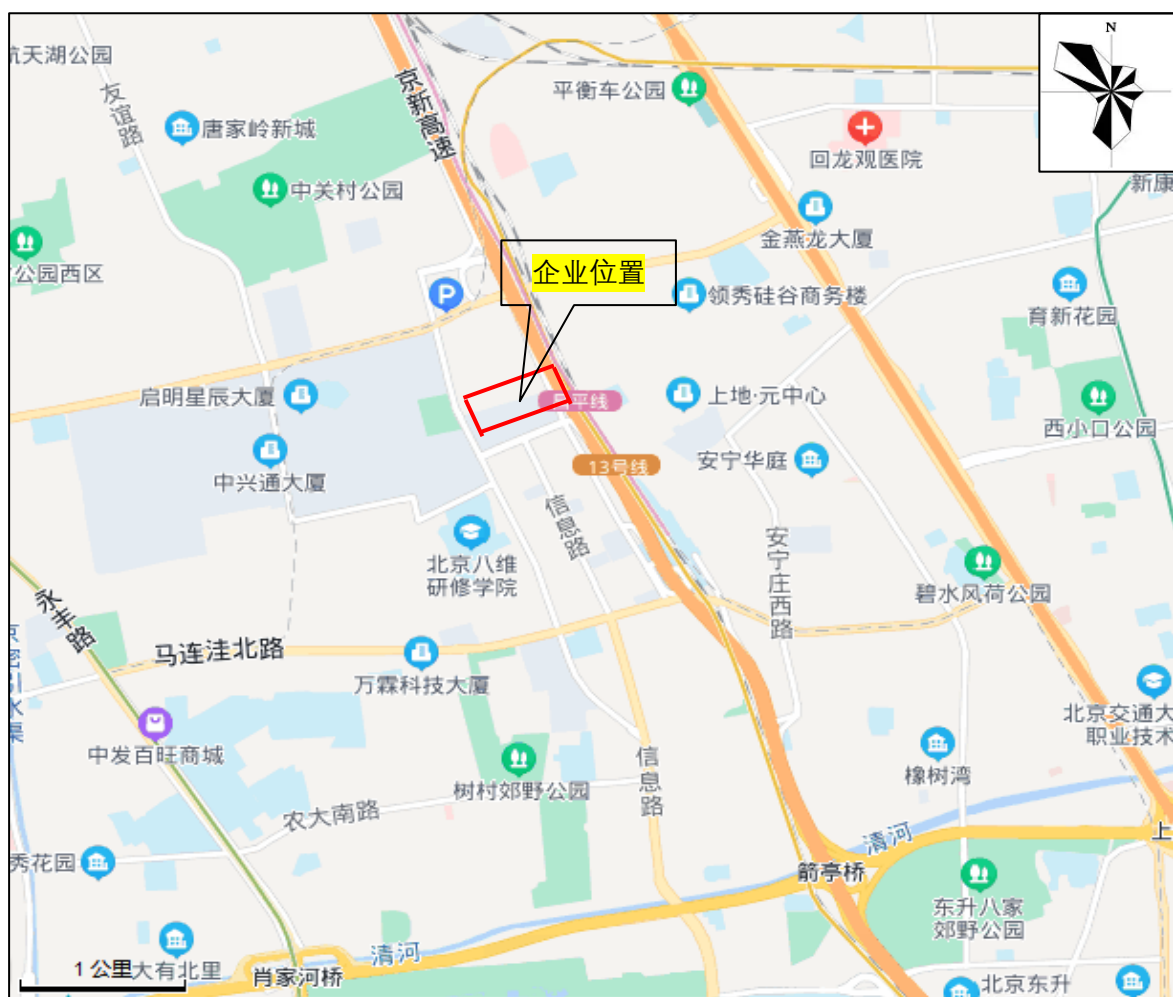 N
航天湖公园
友谊路
京新高速
平衡车公园
唐家岭新城
回龙观医院
中关村公园
新康
金燕龙大厦
公园西区
企业位置
P
领秀硅谷商务楼
育新花园
启明星辰大厦
昌平线
上地·元中心
西小口公园
中兴通大厦
13号线
安宁华庭
信息路
安宁庄西路
北京八维
研修学院
碧水风荷公园
永丰路
京密引水渠
马连洼北路
万霖科技大厦
北京交通大
职业技术
中发百旺商城
橡树湾
信息路
树村郊野公园
农大南路
清河
上
秀花园
箭亭桥
东升八家
郊野公园
清河
1公里
大有北里
肖家河桥
北京东升